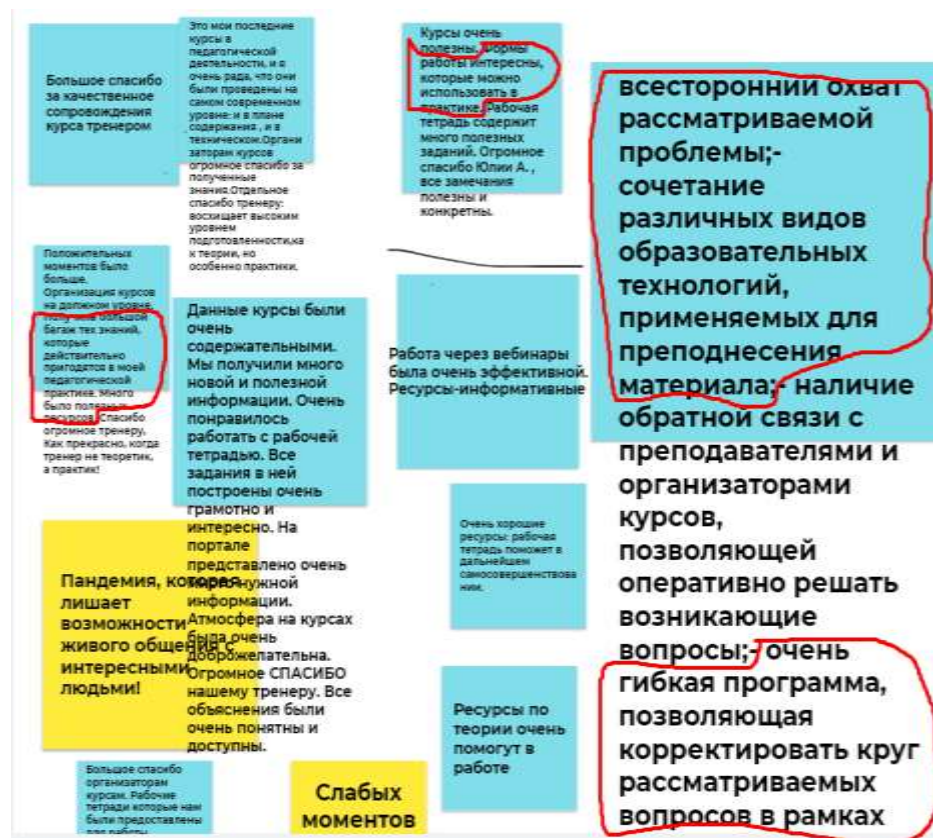 Большое спасибо
за качественное
сопровождение
курса тренером
Это мои последние
курсы в
педагогической
деятельности, и я
очень рада, что они
были проведены на
самом современном
уровне: и в плане
содержания , и в
техническом.Органи
заторам курсов
огромное спасибо за
полученные
знания.Отдельное
спасибо тренеру:
восхищает высоким
уровнем
подготовленности,ка
к теории, но
особенно практики.
Курсы очень
полезны. Формы
работы интересны,
которые можно
использовать в
практике. Рабочая
тетрадь содержит
много полезных
заданий. Огромное
спасибо Юлии А. ,
все замечания
полезны и
конкретны.
всесторонний охват
рассматриваемой
проблемы;-
сочетание
различных видов
образовательных
технологий,
применяемых для
преподнесения
материала;- наличие
обратной связи с
преподавателями и
организаторами
курсов,
позволяющей
оперативно решать
возникающие
вопросы;- очень
гибкая программа,
позволяющая
корректировать круг
рассматриваемых
вопросов в рамках
Положительных
моментов было
больше.
Организация курсов
на должном уровне.
большой
багаж тех знаний,
которые
действительно
пригодятся в моей
педагогической
практике. Много
было полезных
ресурсов. Спасибо
огромное тренеру.
Как прекрасно, когда
тренер не теоретик,
а практик!
Данные курсы были
очень
содержательными.
Мы получили много
новой и полезной
информации. Очень
понравилось
работать с рабочей
тетрадью. Все
задания в ней
построены очень
грамотно и
интересно. На
портале
представлено очень
много нужной
информации.
Атмосфера на курсах
была очень
доброжелательна.
Огромное СПАСИБО
нашему тренеру. Все
объяснения были
очень понятны и
доступны.
Работа через вебинары
была очень эффективной.
Ресурсы-информативные
Очень хорошие
ресурсы: рабочая
тетрадь поможет в
дальнейшем
самосовершенствова
нии.
Пандемия, которая
лишает
возможности
живого общения с
интересными
людьми!
Ресурсы по
теории очень
помогут в
работе
Большое спасибо
организаторам
курсам. Рабочие
тетради которые нам
были предоставлены
для работы
Слабых
моментов